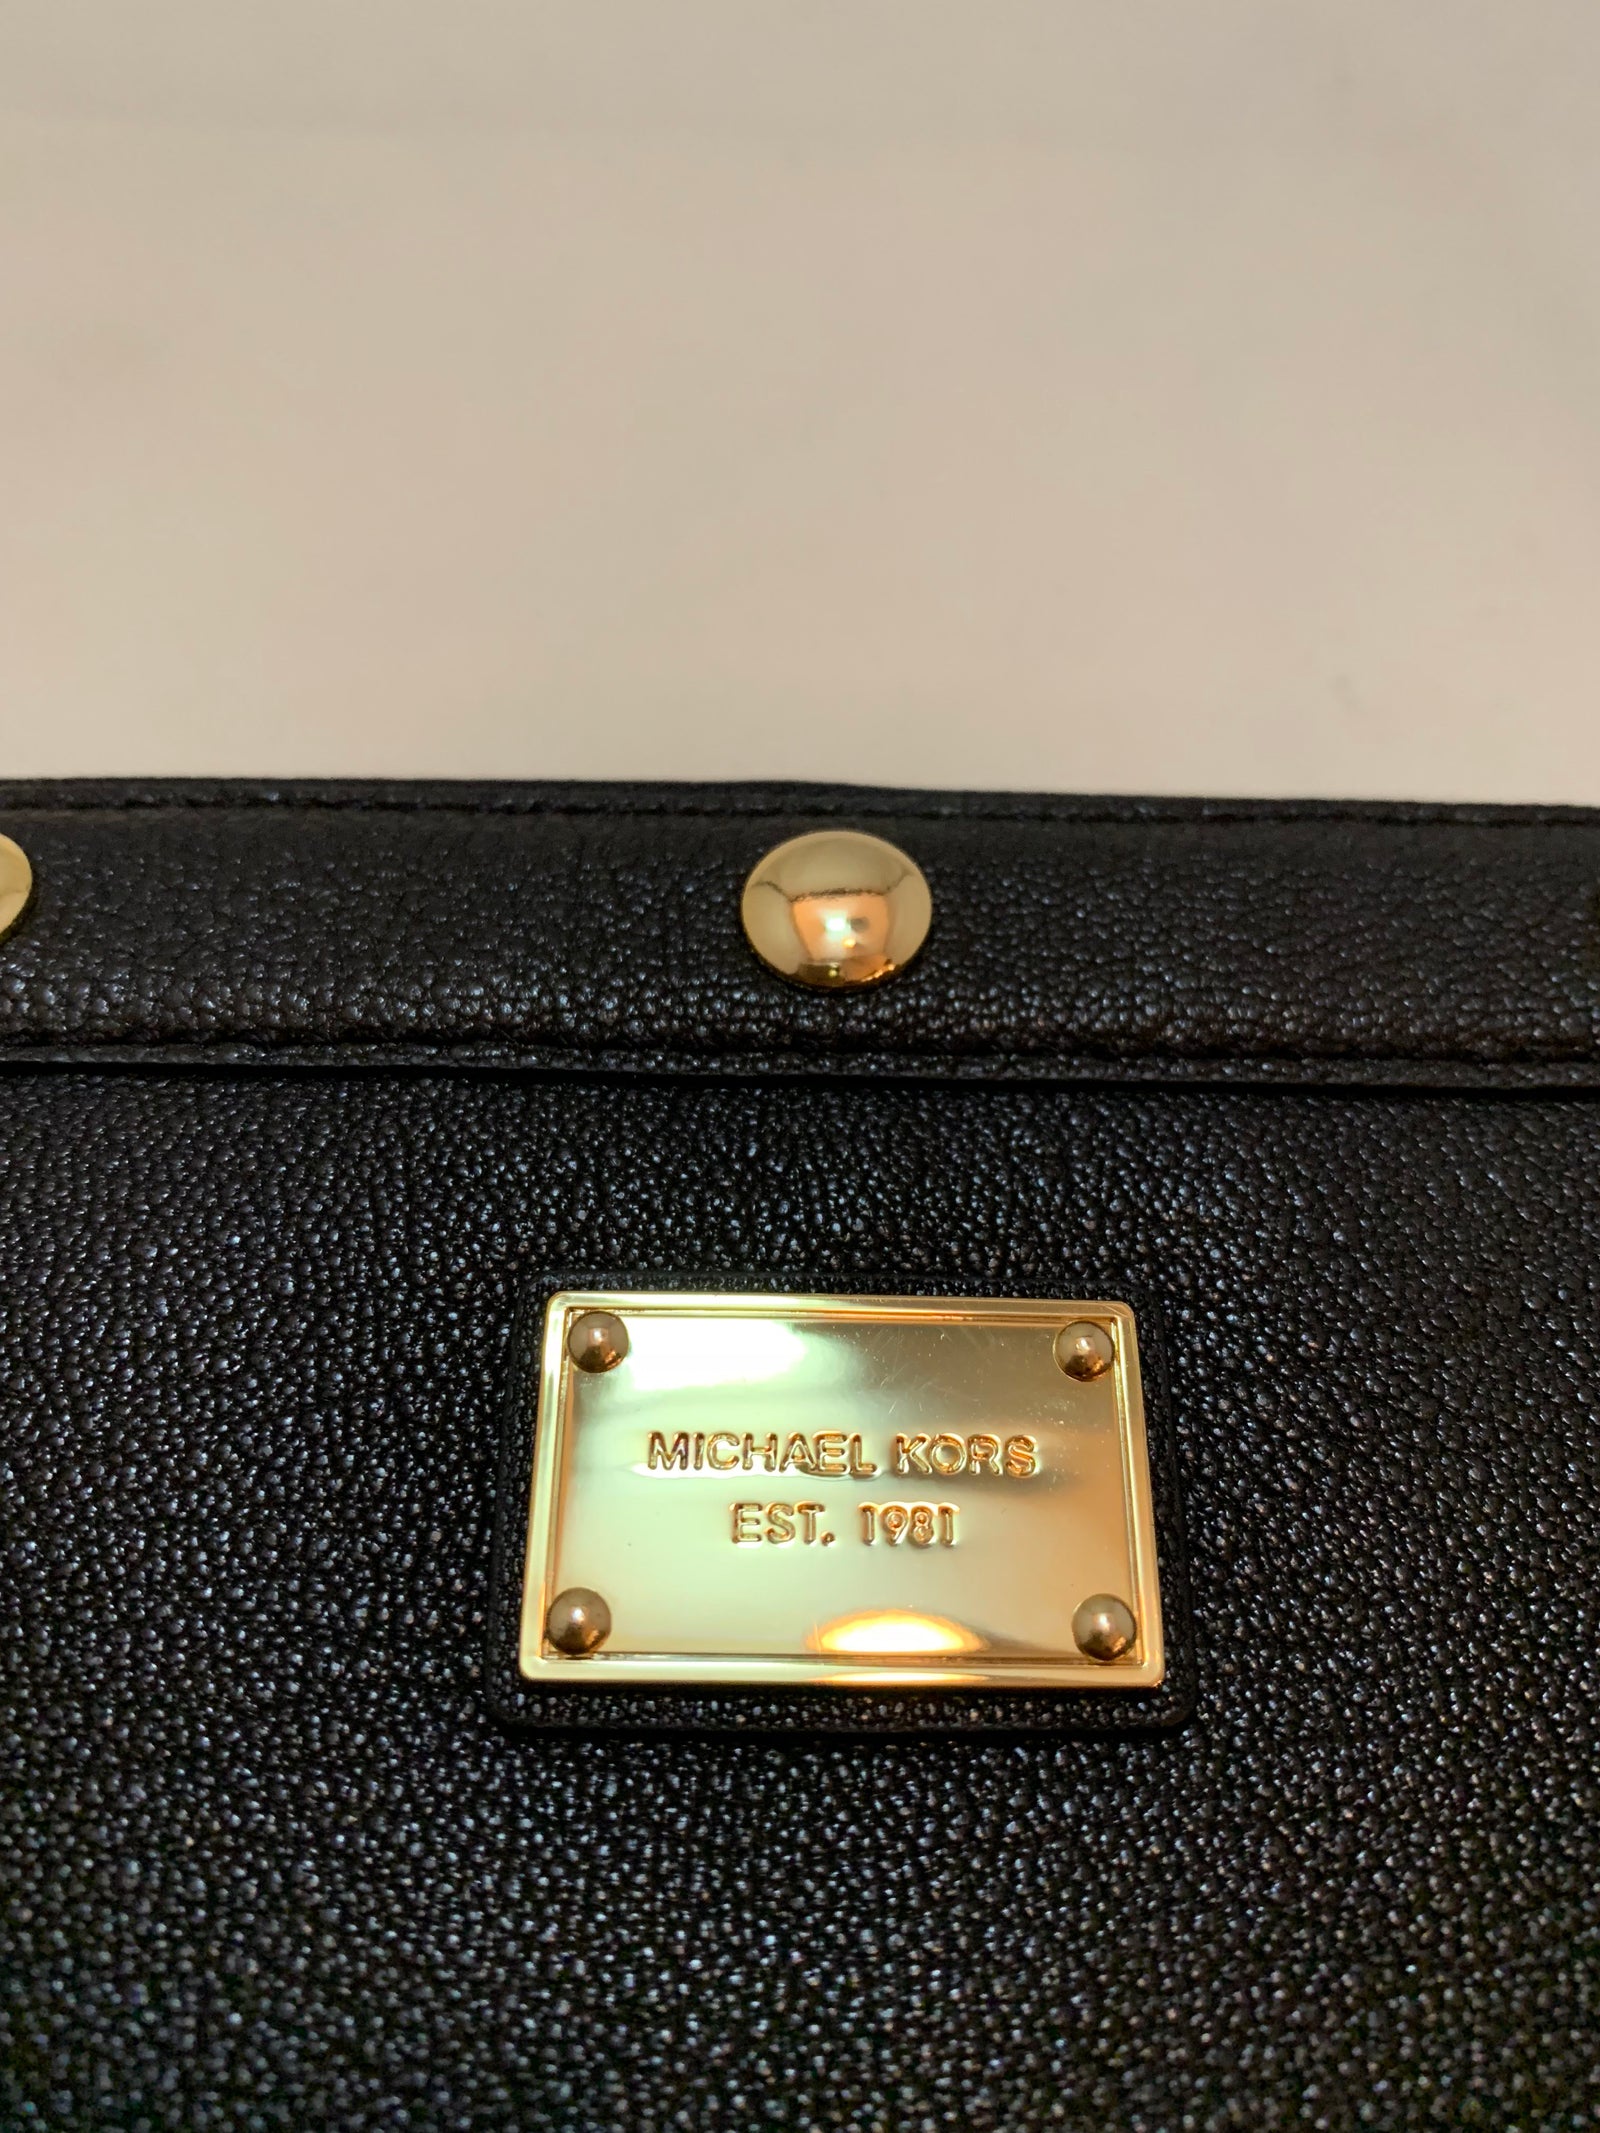 MICHAEL KORS
EST. 1981